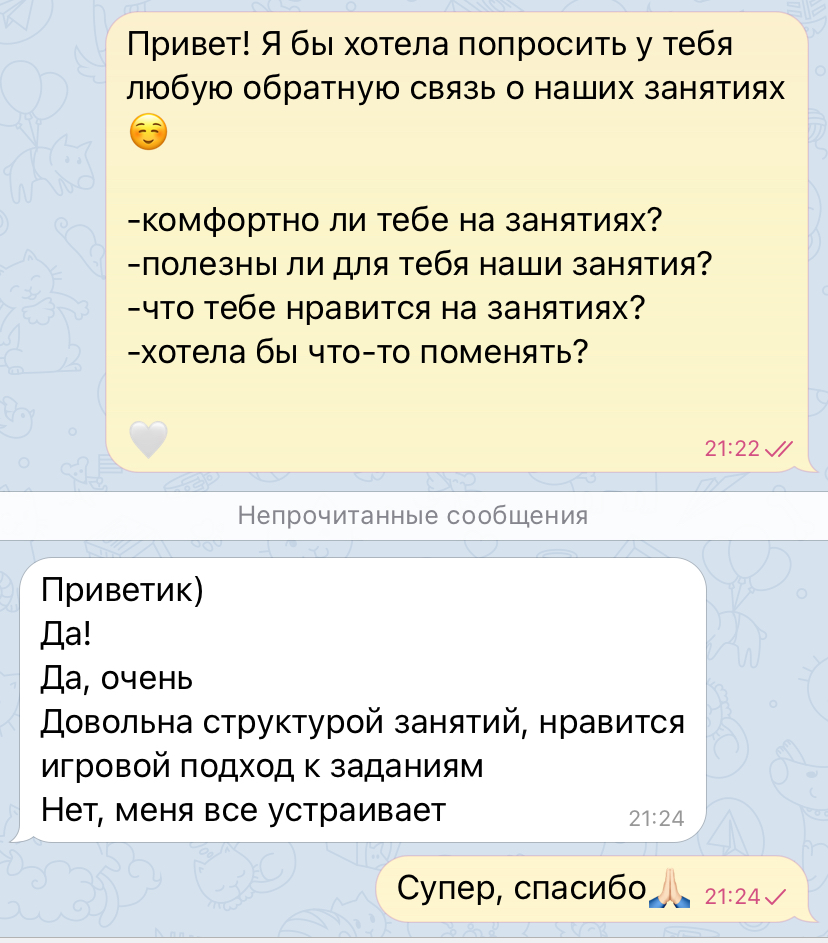 Привет! Я бы хотела попросить у тебя
любую обратную связь о наших занятиях
☺️
-комфортно ли тебе на занятиях?
-полезны ли для тебя наши занятия?
-что тебе нравится на занятиях?
-хотела бы что-то поменять?
🤍
21:22
Непрочитанные сообщения
Приветик)
Да!
Да, очень
Довольна структурой занятий, нравится
игровой подход к заданиям
Нет, меня все устраивает
21:24
Супер, спасибо🙏🏻 21:24